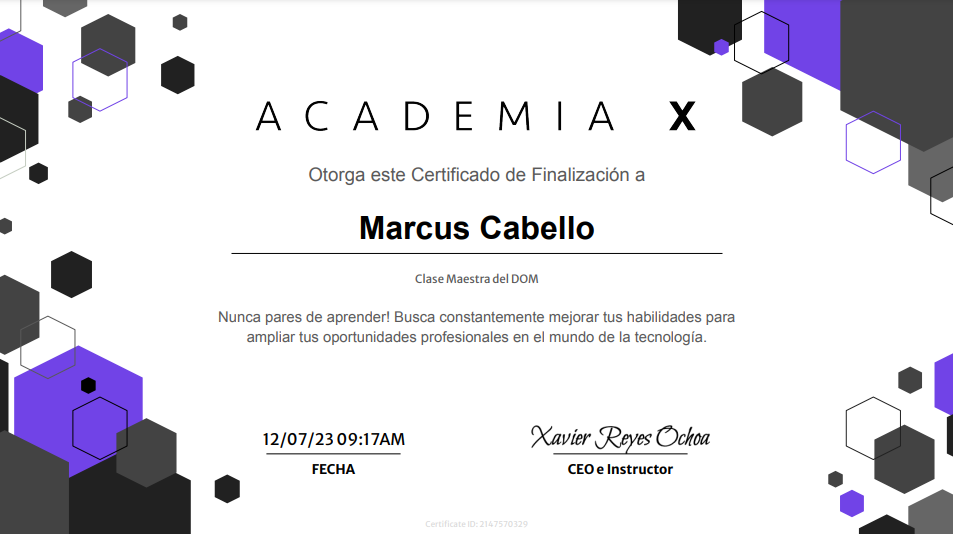 ACADEMIA X
Otorga este Certificado de Finalización a
Marcus Cabello
Clase Maestra del DOM
Nunca pares de aprender! Busca constantemente mejorar tus habilidades para
ampliar tus oportunidades profesionales en el mundo de la tecnología.
12/07/23 09:17AM
FECHA
Xavier Reyes Ochoa
CEO e Instructor
Certificate ID: 2147570329